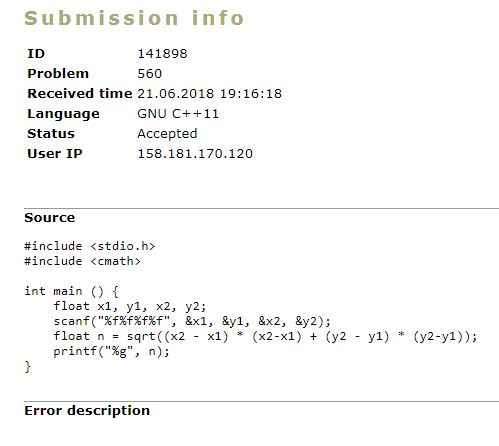 Submission info
ID 141898
Problem 560
Received time 21.06.2018 19:16:18
Language GNU C++11
Status Accepted
User IP 158.181.170.120
Source
#include <stdio.h>
#include <cmath>
int main () {
    float x1, y1, x2, y2;
    scanf("%f%f%f%f", &x1, &y1, &x2, &y2);
    float n = sqrt((x2 - x1) * (x2-x1) + (y2 - y1) * (y2-y1));
    printf("%g", n);
}
Error description